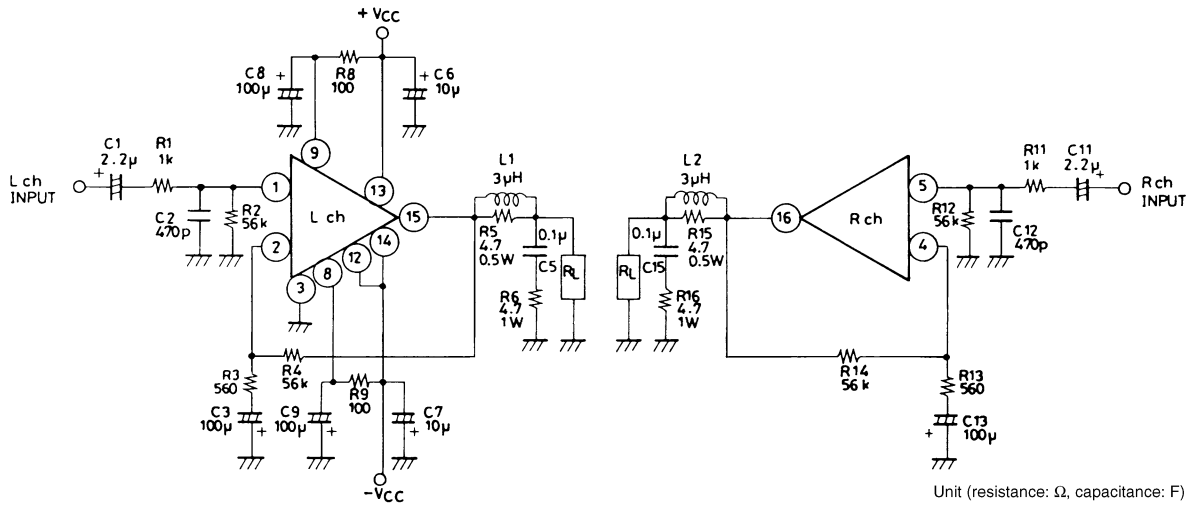 + VCC
C8
100µ
+
R8
100
+
C6
10µ
L ch
INPUT
C1
2.2µ
+
R1
1k
C2
470p
R2
56k
1
2
3
8
9
12
13
14
15
L ch
L1
3µH
R5
4.7
0.5W
0.1µ
C5
R6
4.7
1W
RL
R3
560
C3
100µ
+
R4
56k
C9
100µ
+
R9
100
C7
10µ
+
-VCC
L2
3µH
0.1µ
C15
RL
R15
4.7
0.5W
R16
4.7
1W
16
R ch
5
4
R11
1k
C11
2.2µ
+
R ch
INPUT
R12
56k
C12
470p
R14
56k
R13
560
C13
100µ
+
Unit (resistance: Ω, capacitance: F)